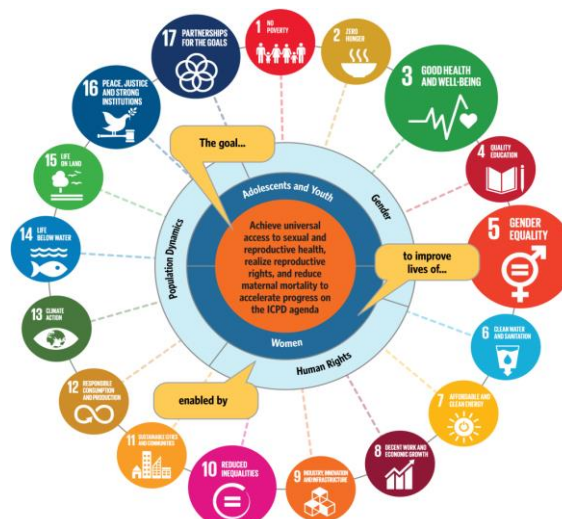 17 PARTNERSHIPS
FOR THE GOALS
1 NO
POVERTY
2 ZERO
HUNGER
3 GOOD HEALTH
AND WELL-BEING
4 QUALITY
EDUCATION
5 GENDER
EQUALITY
6 CLEAN WATER
AND SANITATION
7 AFFORDABLE AND
CLEAN ENERGY
8 DECENT WORK AND
ECONOMIC GROWTH
9 INDUSTRY, INNOVATION
AND INFRASTRUCTURE
10 REDUCED
INEQUALITIES
11 SUSTAINABLE CITIES
AND COMMUNITIES
12 RESPONSIBLE
CONSUMPTION
AND PRODUCTION
13 CLIMATE
ACTION
14 LIFE
BELOW WATER
15 LIFE
ON LAND
16 PEACE, JUSTICE
AND STRONG
INSTITUTIONS
The goal...
Adolescents and Youth
Gender
Population Dynamics
Achieve universal
access to sexual and
reproductive health,
realize reproductive
rights, and reduce
maternal mortality to
accelerate progress on
the ICPD agenda
to improve
lives of...
Women
Human Rights
enabled by